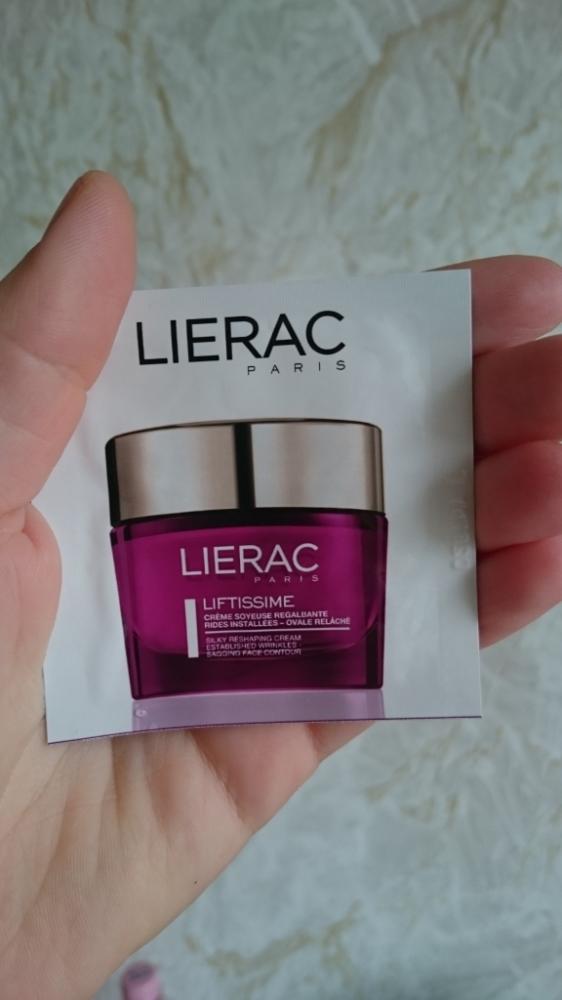 LIERAC
PARIS
LIERAC
PARIS
LIFTISSIME
CRÈME SOYEUSE REGALBANTE
RIDES INSTALLÉES – OVALE RELÂCHÉ
SILKY RESHAPING CREAM
ESTABLISHED WRINKLES -
SAGGING FACE CONTOUR